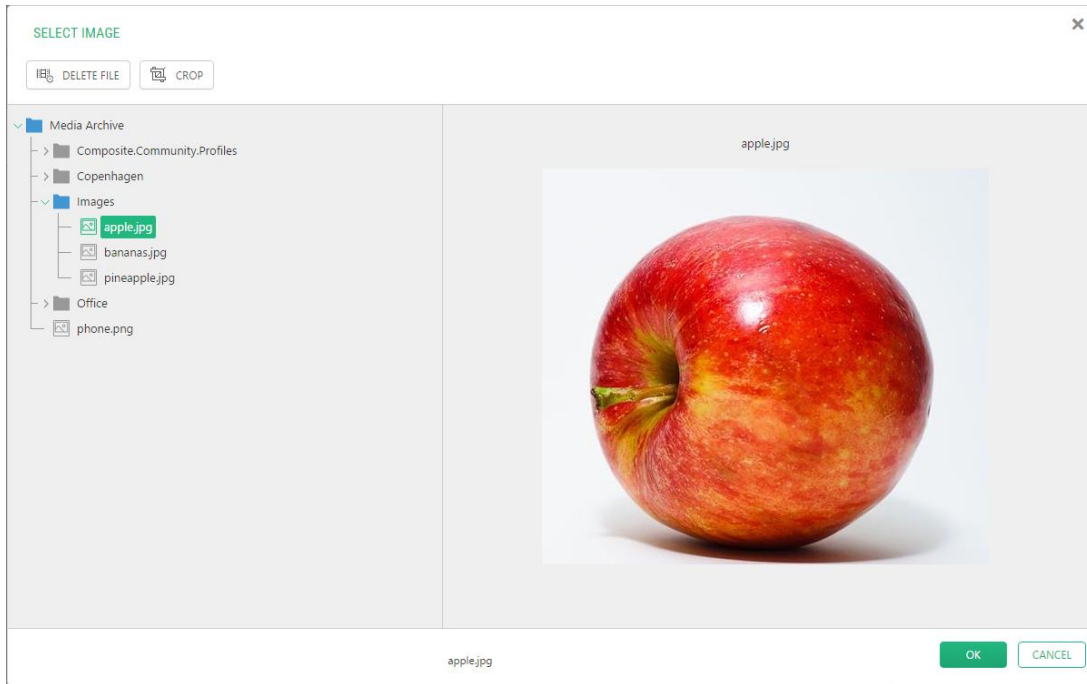 SELECT IMAGE
DELETE FILE
CROP
Media Archive
Composite.Community.Profiles
Copenhagen
Images
apple.jpg
bananas.jpg
pineapple.jpg
Office
phone.png
apple.jpg
apple.jpg
OK
CANCEL